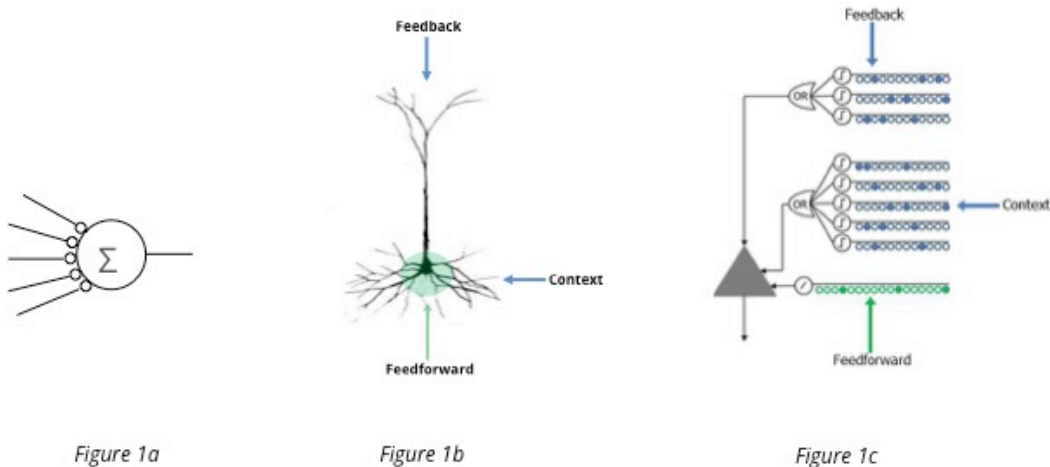 Feedback
Context
Feedforward
Σ
Feedback
OR
OR
Context
Feedforward
Figure 1a
Figure 1b
Figure 1c